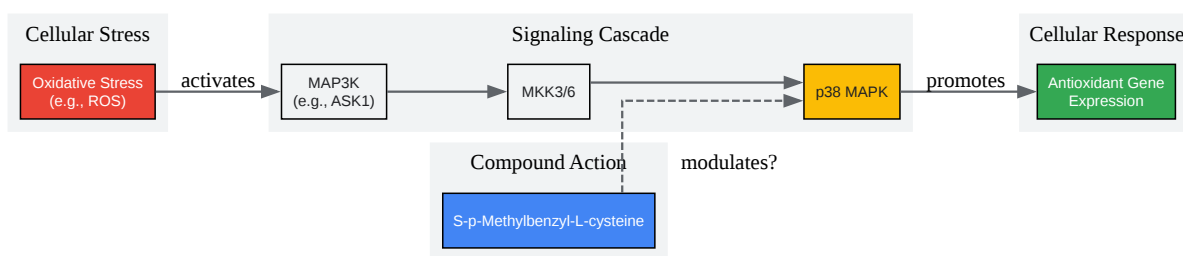 Cellular Stress
Signaling Cascade
Cellular Response
Oxidative Stress
(e.g., ROS)
activates
MAP3K
(e.g., ASK1)
MKK3/6
p38 MAPK
promotes
Antioxidant Gene
Expression
Compound Action
modulates?
S-p-Methylbenzyl-L-cysteine